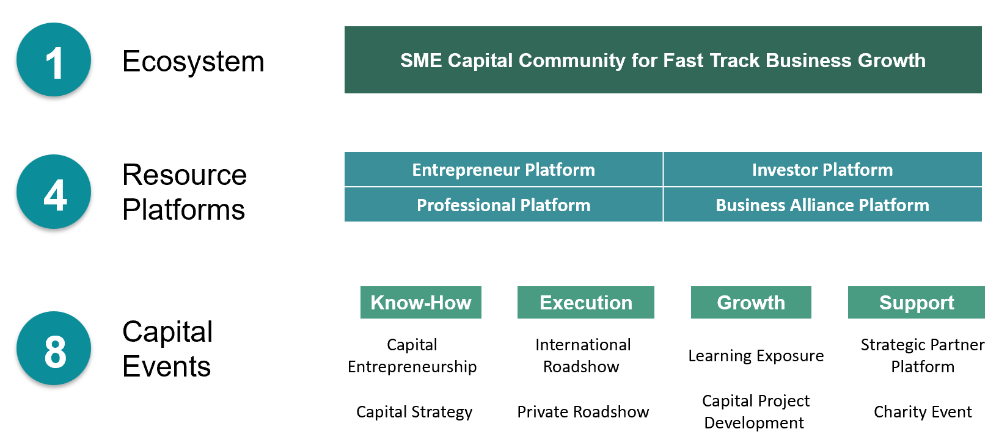 1
Ecosystem
SME Capital Community for Fast Track Business Growth
4
Resource
Platforms
Entrepreneur Platform
Investor Platform
Professional Platform
Business Alliance Platform
8
Capital
Events
Know-How
Capital
Entrepreneurship
Capital Strategy
Execution
International
Roadshow
Private Roadshow
Growth
Learning Exposure
Capital Project
Development
Support
Strategic Partner
Platform
Charity Event